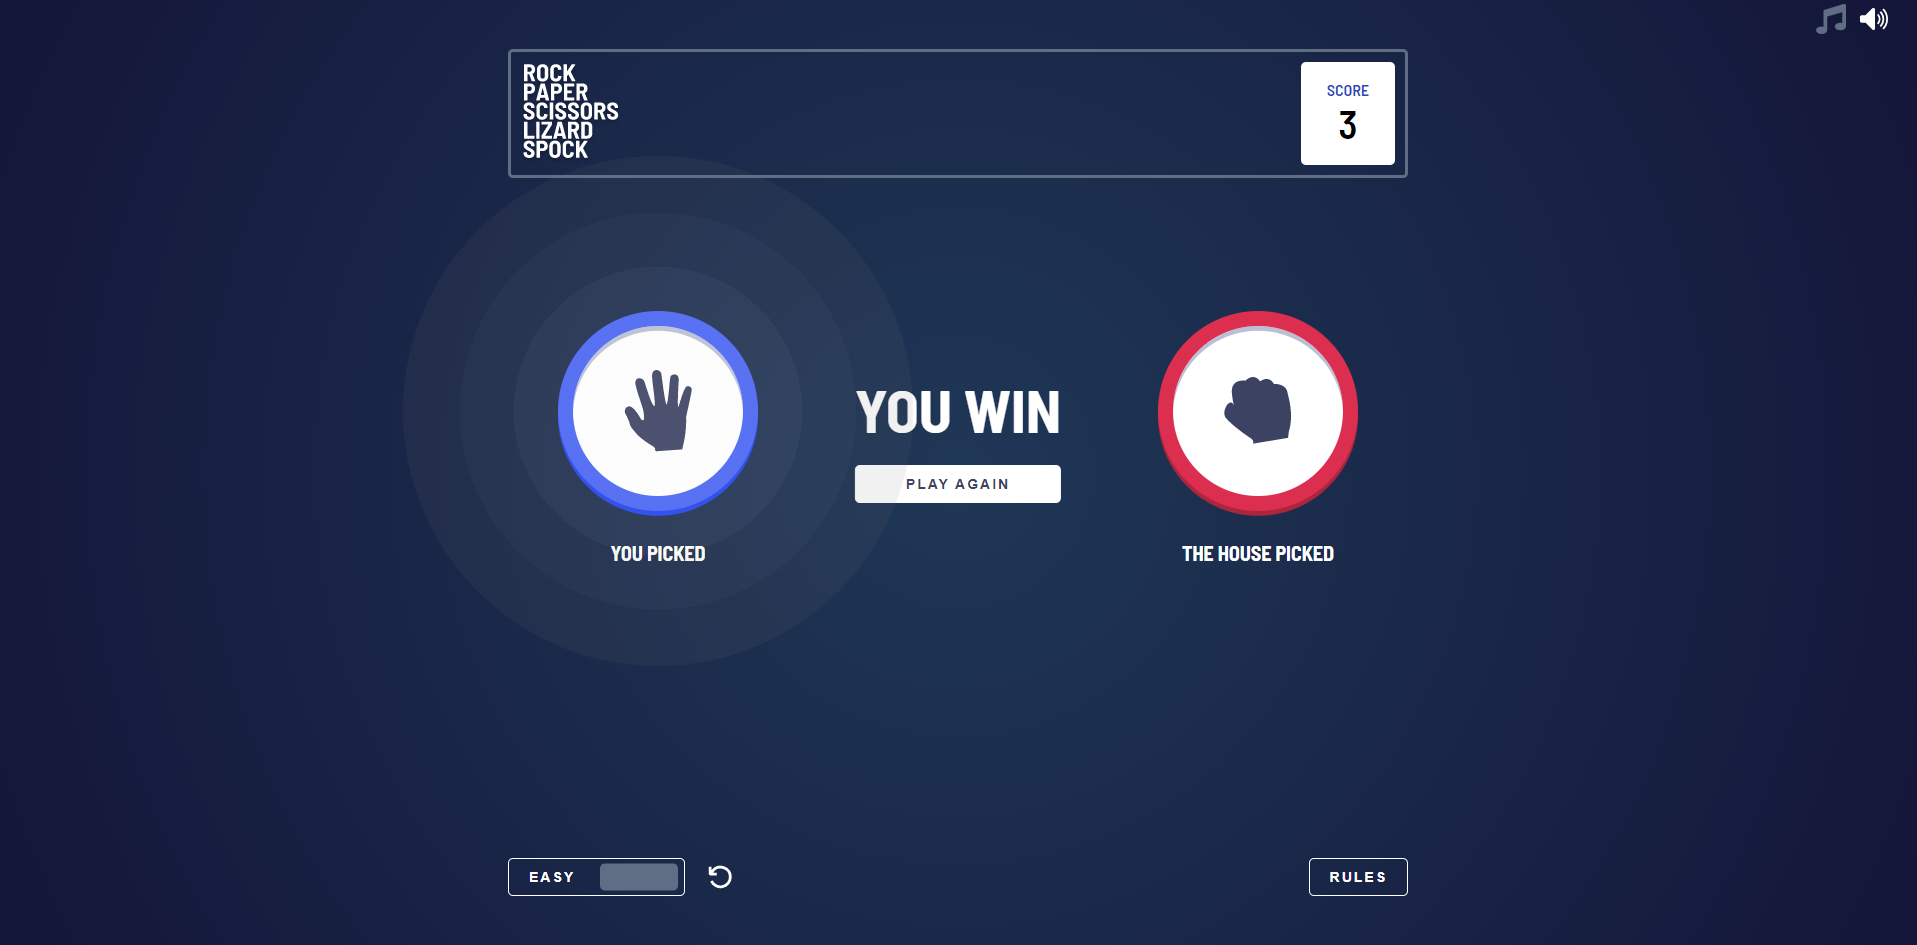 ROCK
PAPER
SCISSORS
LIZARD
SPOCK
SCORE
3
YOU WIN
PLAY AGAIN
YOU PICKED
THE HOUSE PICKED
EASY
RULES